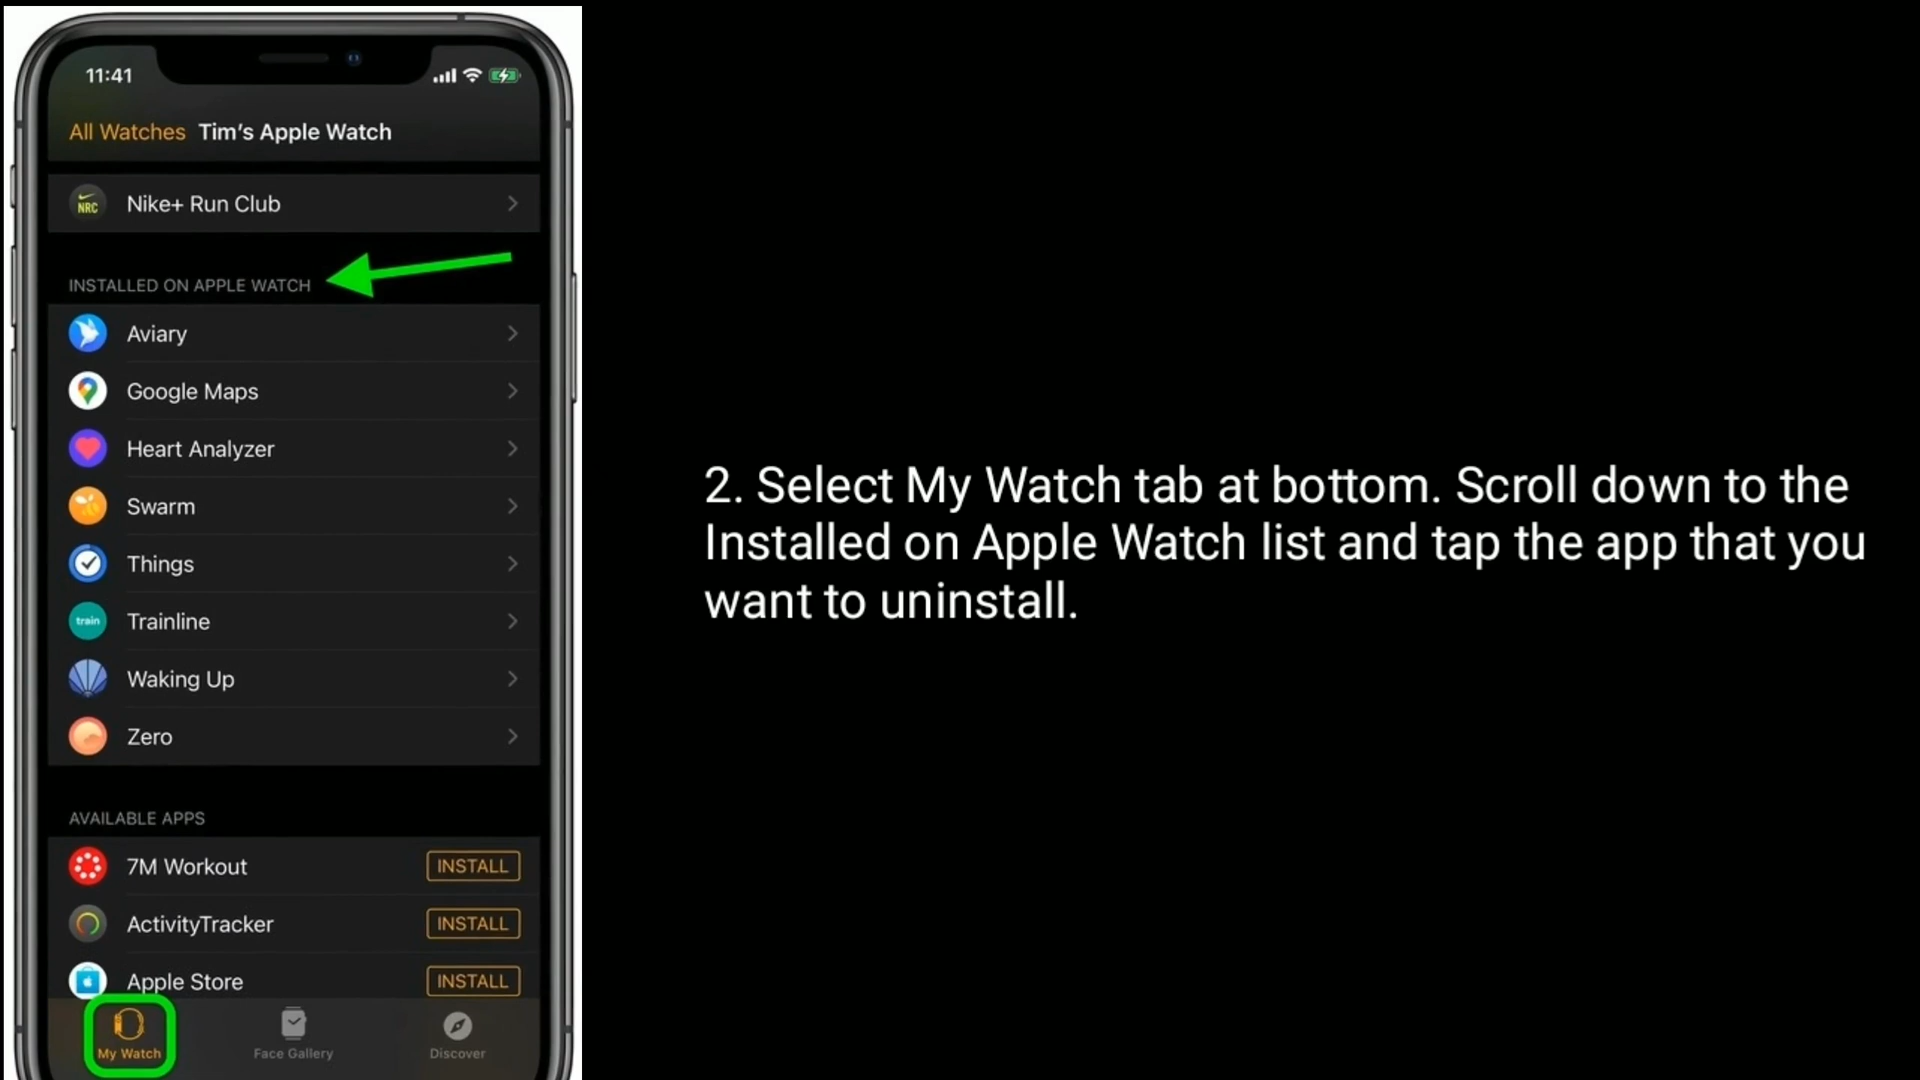 11:41
All Watches Tim's Apple Watch
NRC Nike+ Run Club
INSTALLED ON APPLE WATCH
Aviary
Google Maps
Heart Analyzer
Swarm
Things
train Trainline
Waking Up
Zero
AVAILABLE APPS
7M Workout INSTALL
ActivityTracker INSTALL
Apple Store INSTALL
My Watch Face Gallery Discover
2. Select My Watch tab at bottom. Scroll down to the
Installed on Apple Watch list and tap the app that you
want to uninstall.